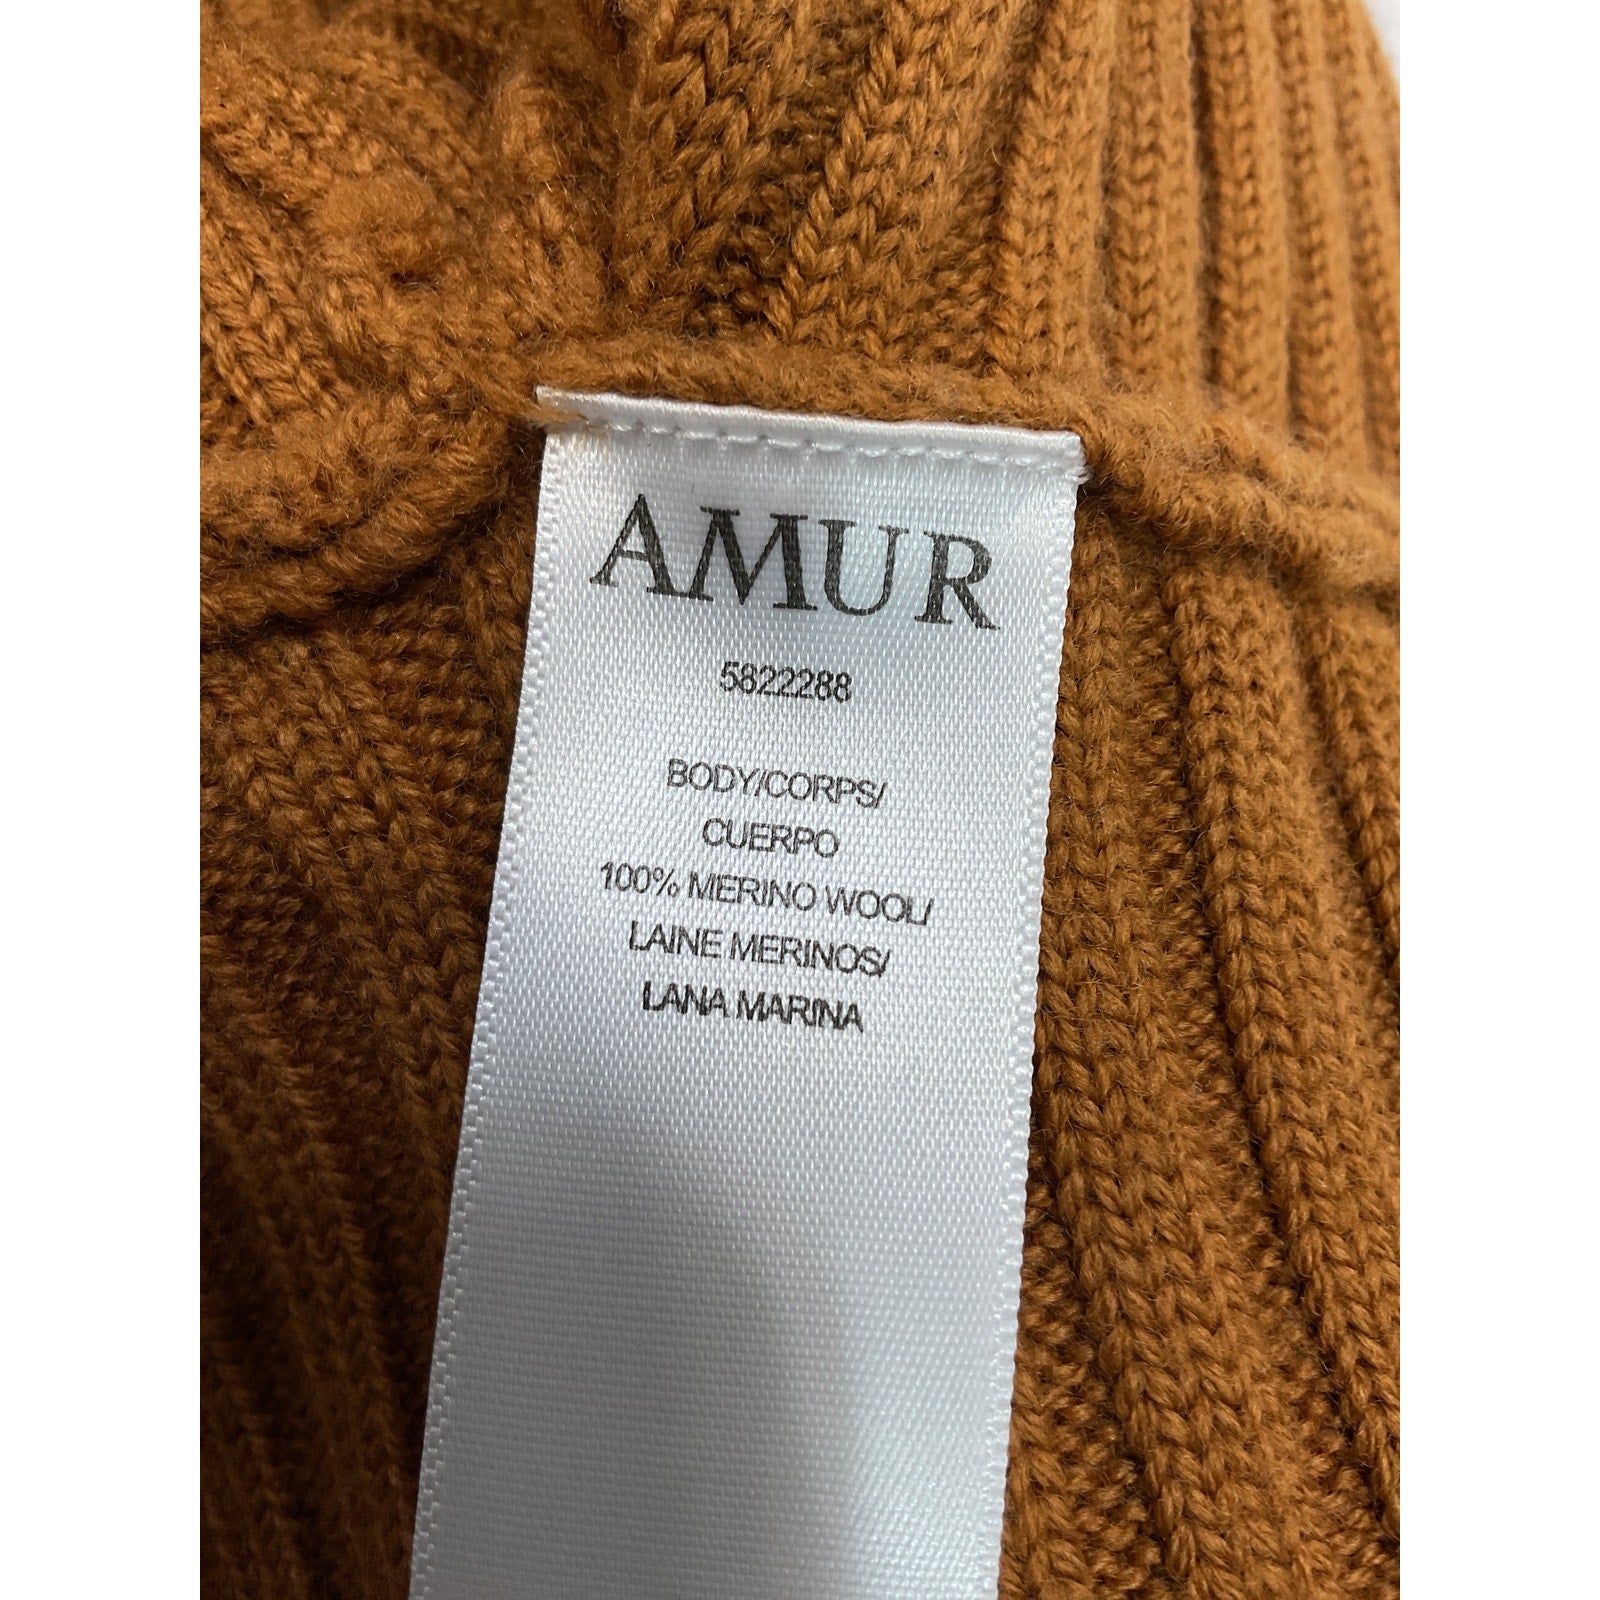 AMUR
5822288
BODY/CORPS/
CUERPO
100% MERINO WOOL/
LAINE MERINOS/
LANA MARINA